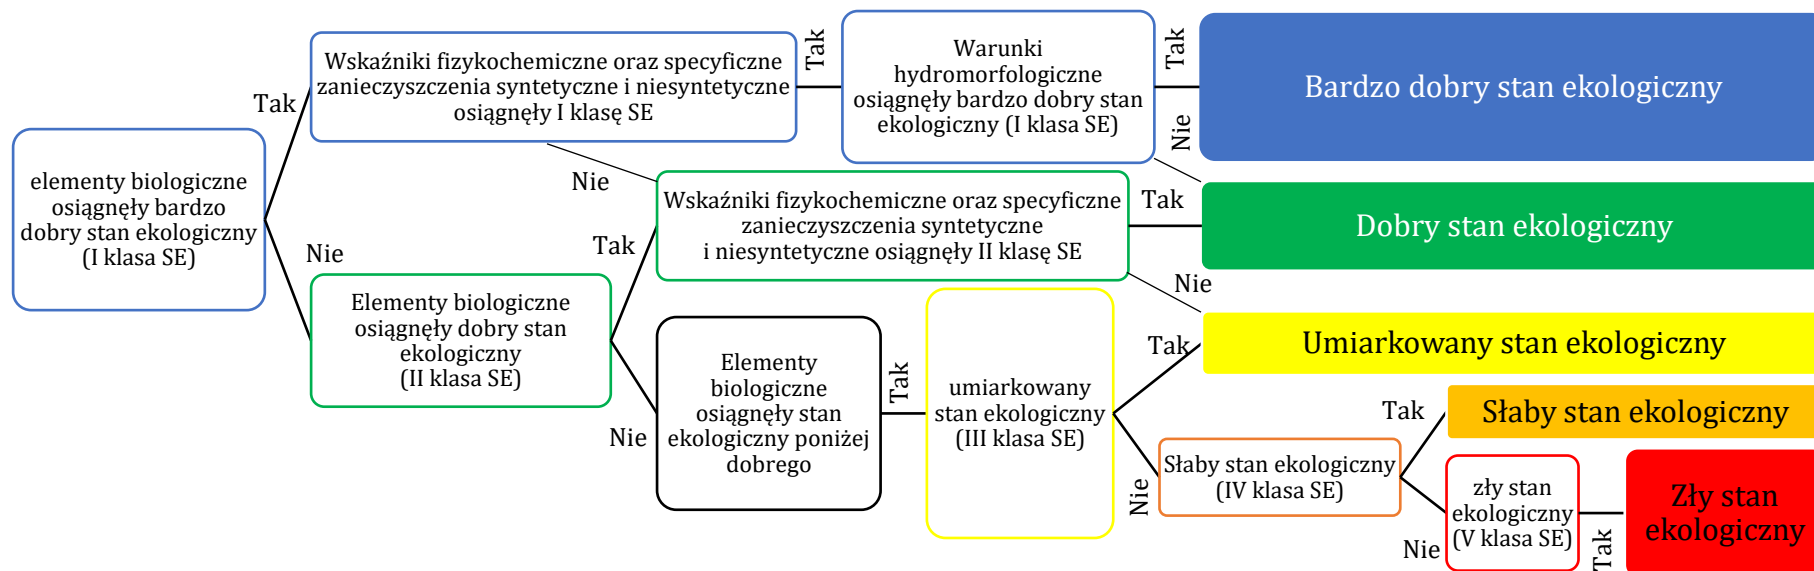 elementy biologiczne
osiągnęły bardzo
dobry stan ekologiczny
(I klasa SE)
Tak
Nie
Wskaźniki fizykochemiczne oraz specyficzne
zanieczyszczenia syntetyczne i niesyntetyczne
osiągnęły I klasę SE
Tak
Nie
Warunki
hydromorfologiczne
osiągnęły bardzo dobry stan
ekologiczny (I klasa SE)
Tak
Nie
Bardzo dobry stan ekologiczny
Elementy biologiczne
osiągnęły dobry stan
ekologiczny
(II klasa SE)
Tak
Nie
Wskaźniki fizykochemiczne oraz specyficzne
zanieczyszczenia syntetyczne
i niesyntetyczne osiągnęły II klasę SE
Tak
Nie
Dobry stan ekologiczny
Elementy
biologiczne
osiągnęły stan
ekologiczny poniżej
dobrego
Tak
umiarkowany
stan ekologiczny
(III klasa SE)
Tak
Nie
Umiarkowany stan ekologiczny
Słaby stan ekologiczny
(IV klasa SE)
Tak
Nie
Słaby stan ekologiczny
zły stan
ekologiczny
(V klasa SE)
Tak
Zły stan
ekologiczny